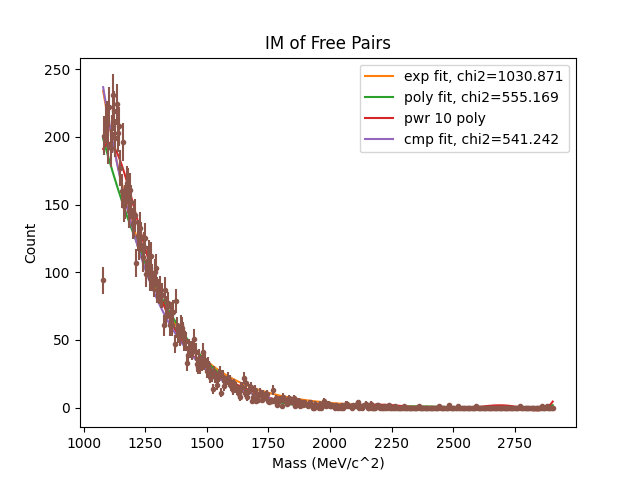 IM of Free Pairs
exp fit, chi2=1030.871
poly fit, chi2=555.169
pwr 10 poly
cmp fit, chi2=541.242
Count
250
200
150
100
50
0
1000 1250 1500 1750 2000 2250 2500 2750
Mass (MeV/c^2)